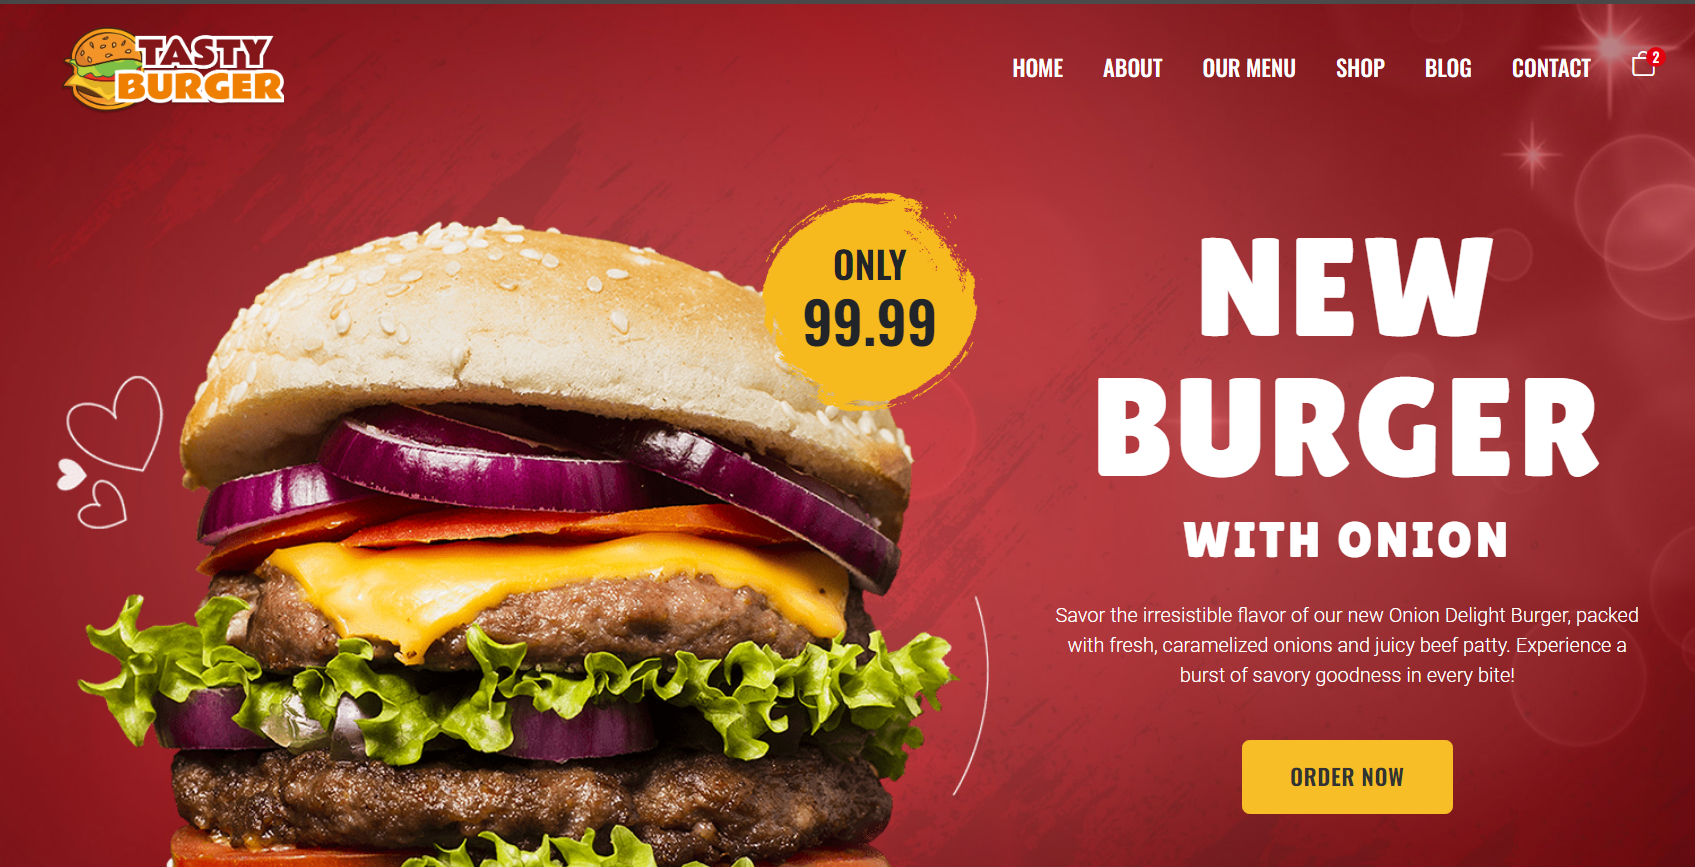 TASTY
BURGER
HOME ABOUT OUR MENU SHOP BLOG CONTACT 2
ONLY
99.99
NEW
BURGER
WITH ONION
Savor the irresistible flavor of our new Onion Delight Burger, packed
with fresh, caramelized onions and juicy beef patty. Experience a
burst of savory goodness in every bite!
ORDER NOW